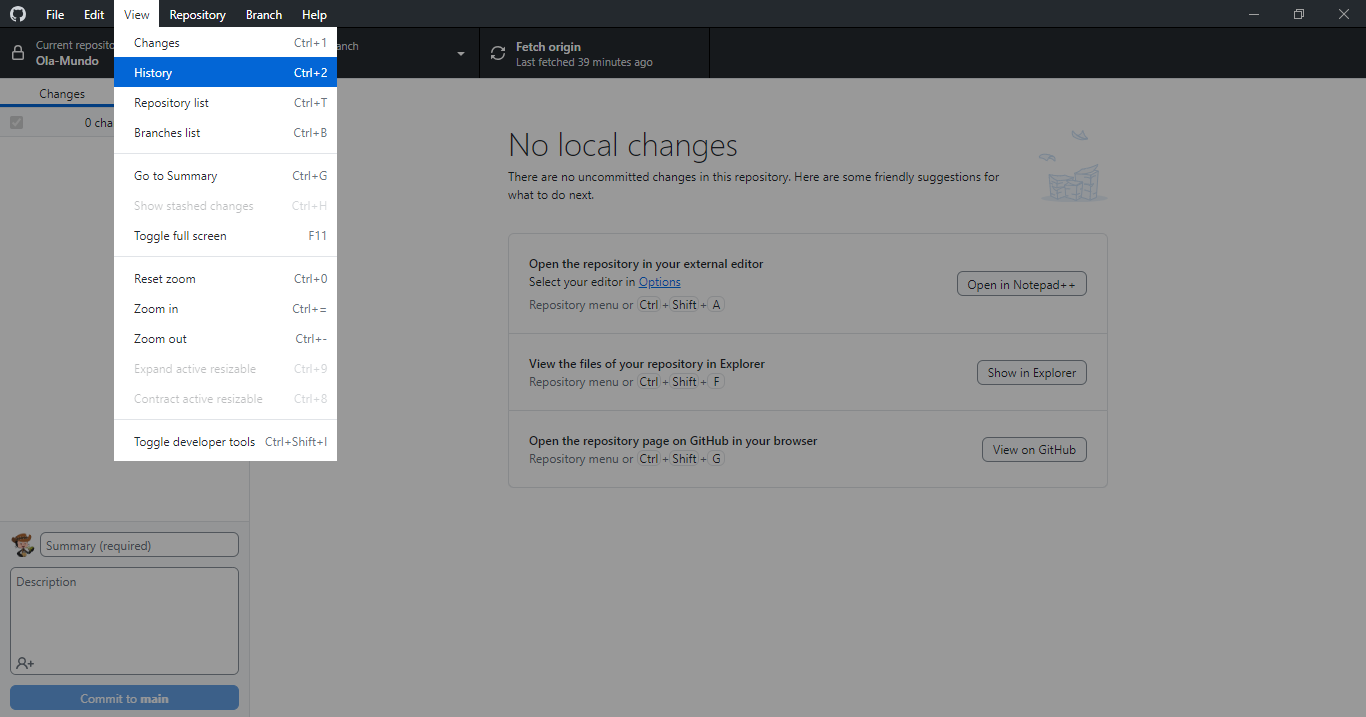 File Edit View Repository Branch Help
Current reposito
Ola-Mundo
anch
Fetch origin
Last fetched 39 minutes ago
Changes
0 cha
Changes Ctrl+1
History Ctrl+2
Repository list Ctrl+T
Branches list Ctrl+B
Go to Summary Ctrl+G
Show stashed changes Ctrl+H
Toggle full screen F11
Reset zoom Ctrl+0
Zoom in Ctrl+=
Zoom out Ctrl+-
Expand active resizable Ctrl+9
Contract active resizable Ctrl+8
Toggle developer tools Ctrl+Shift+I
No local changes
There are no uncommitted changes in this repository. Here are some friendly suggestions for
what to do next.
Open the repository in your external editor
Select your editor in Options
Repository menu or Ctrl + Shift + A
Open in Notepad++
View the files of your repository in Explorer
Repository menu or Ctrl + Shift + F
Show in Explorer
Open the repository page on GitHub in your browser
Repository menu or Ctrl + Shift + G
View on GitHub
Summary (required)
Description
Commit to main